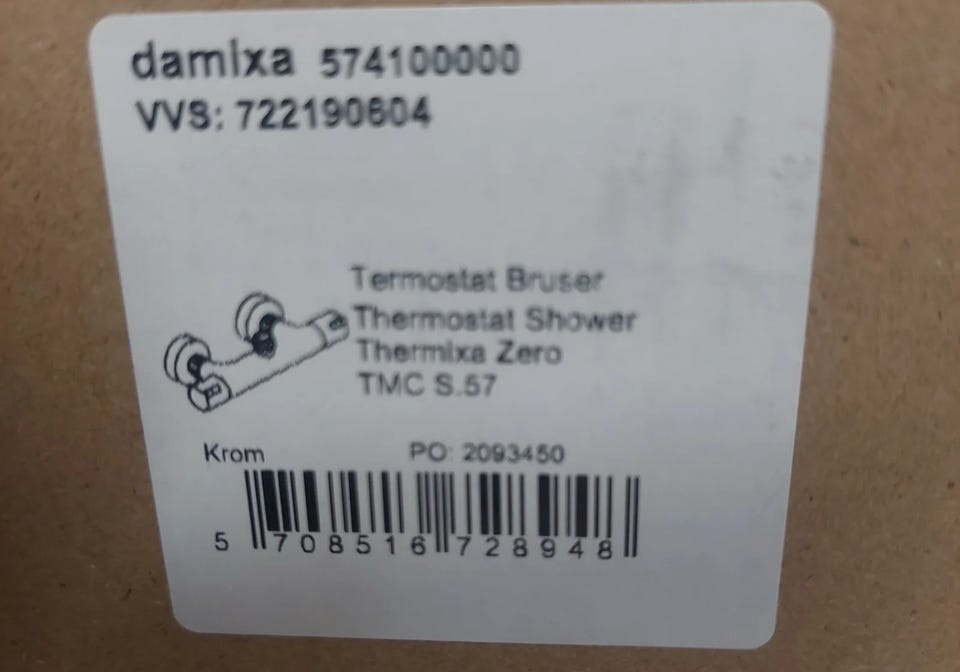 damixa 574100000
VVS: 722190604
Termostat Bruser
Thermostat Shower
Thermixa Zero
TMC S.57
Krom PO: 2093450
5 708516 728948